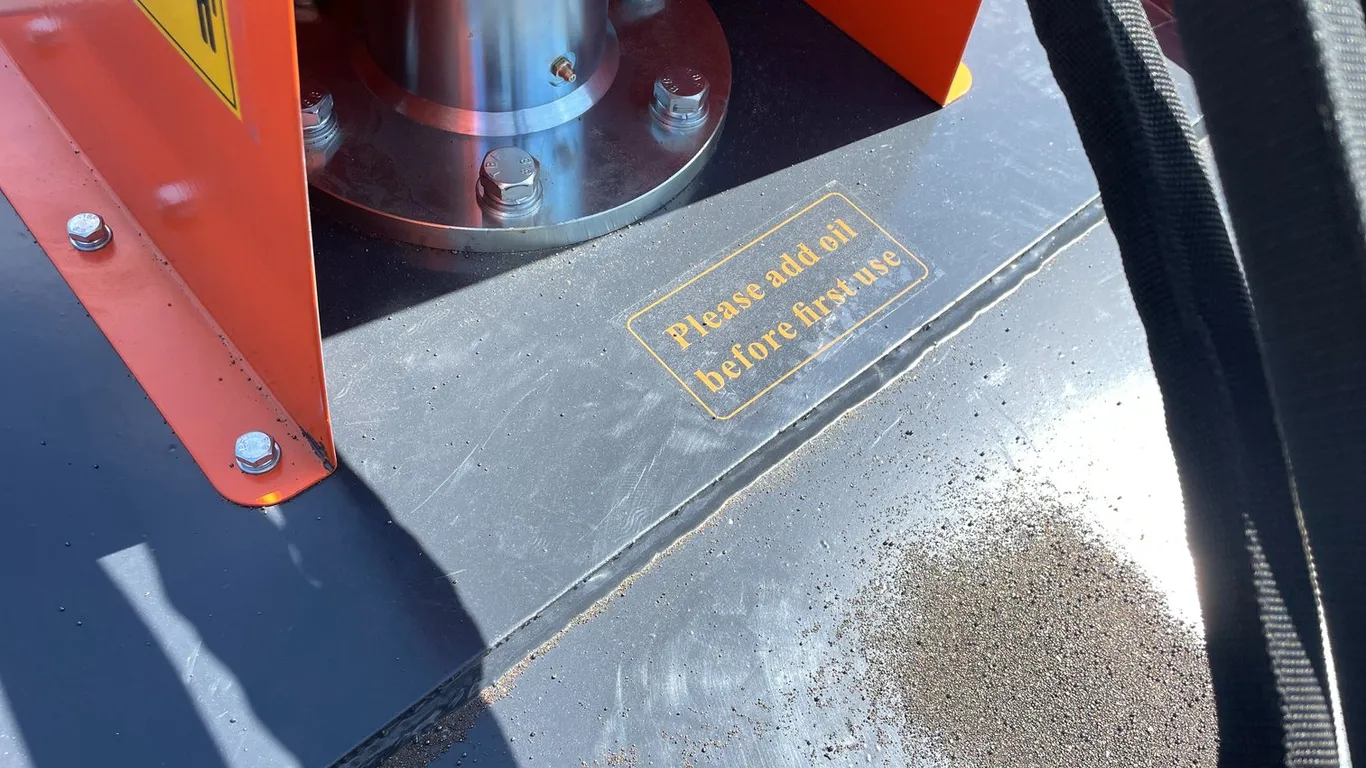 Please add oil
before first use